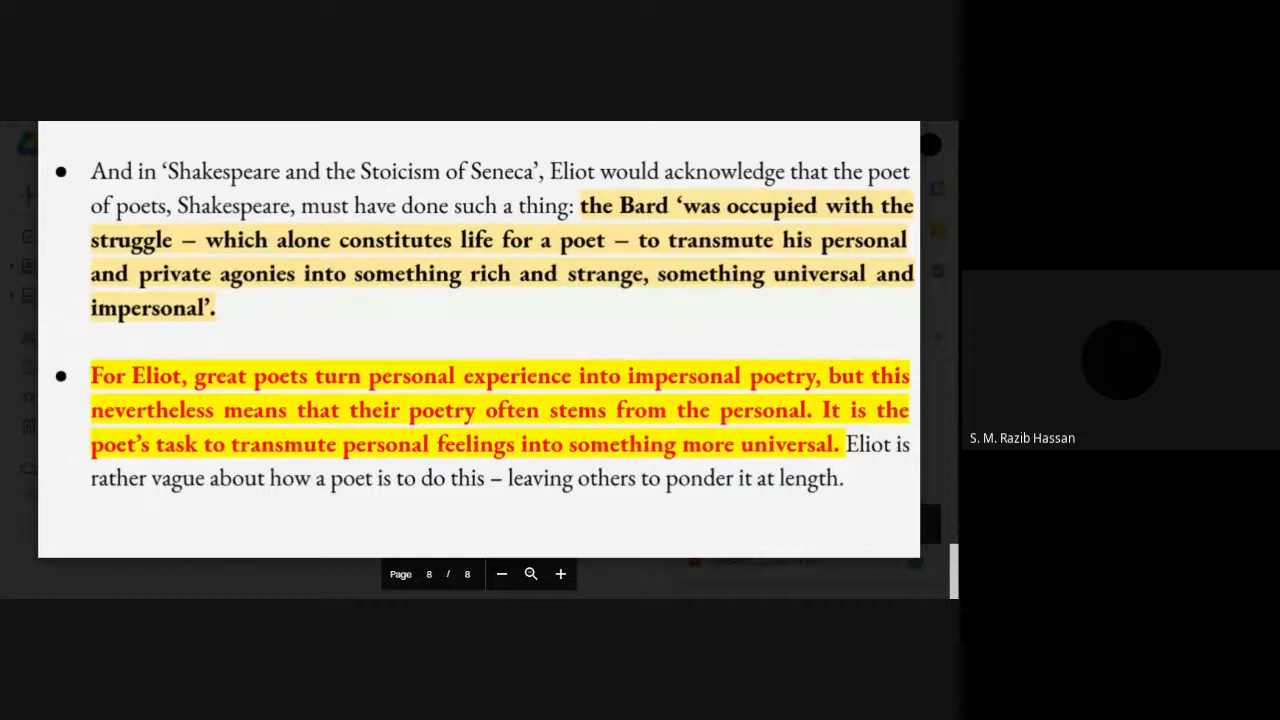 ● And in ‘Shakespeare and the Stoicism of Seneca’, Eliot would acknowledge that the poet
of poets, Shakespeare, must have done such a thing: the Bard ‘was occupied with the
struggle – which alone constitutes life for a poet – to transmute his personal
and private agonies into something rich and strange, something universal and
impersonal’.
● For Eliot, great poets turn personal experience into impersonal poetry, but this
nevertheless means that their poetry often stems from the personal. It is the
poet’s task to transmute personal feelings into something more universal. Eliot is
rather vague about how a poet is to do this – leaving others to ponder it at length.
S. M. Razib Hassan
Page 8 / 8